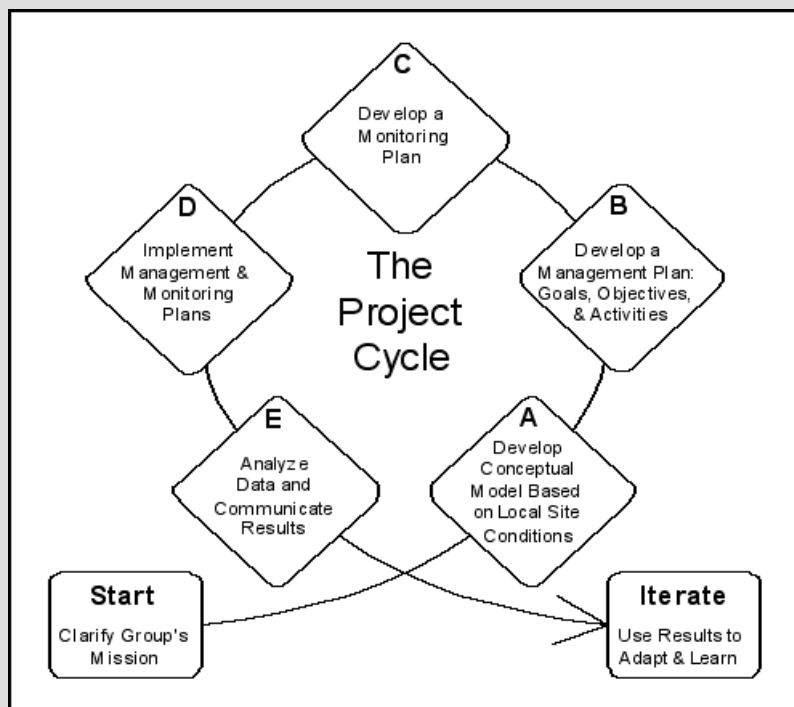 C
Develop a
Monitoring
Plan
D
Implement
Management &
Monitoring
Plans
The
Project
Cycle
B
Develop a
Management Plan:
Goals, Objectives,
& Activities
E
Analyze
Data and
Communicate
Results
A
Develop
Conceptual
Model Based
on Local Site
Conditions
Start
Clarify Group's
Mission
Iterate
Use Results to
Adapt & Learn